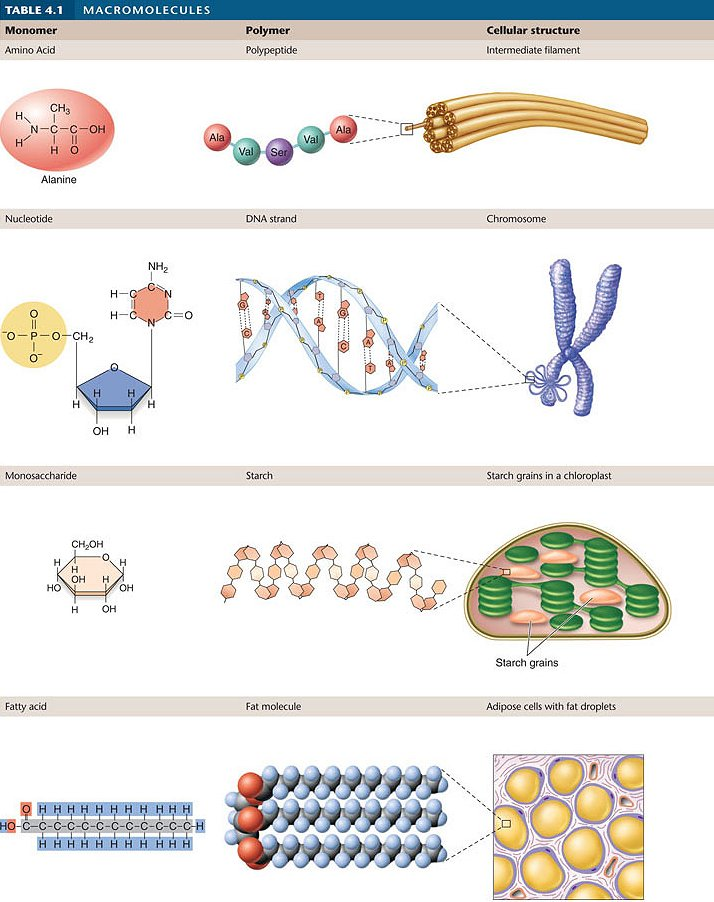 TABLE 4.1 MACROMOLECULES
Monomer Polymer Cellular structure
Amino Acid Polypeptide Intermediate filament
CH3
H
N C C OH
H H O
Alanine
Ala Val Ser Val Ala
Nucleotide DNA strand Chromosome
NH2
H C C N
H C C O
N
O
⁻O P O CH2
O⁻
O
H H H H
OH H
G C T A G C A T A
Monosaccharide Starch Starch grains in a chloroplast
CH2OH
H O H
H
HO OH H OH
H OH
Starch grains
Fatty acid Fat molecule Adipose cells with fat droplets
O H H H H H H H H H H H
HO C C C C C C C C C C C C H
H H H H H H H H H H H